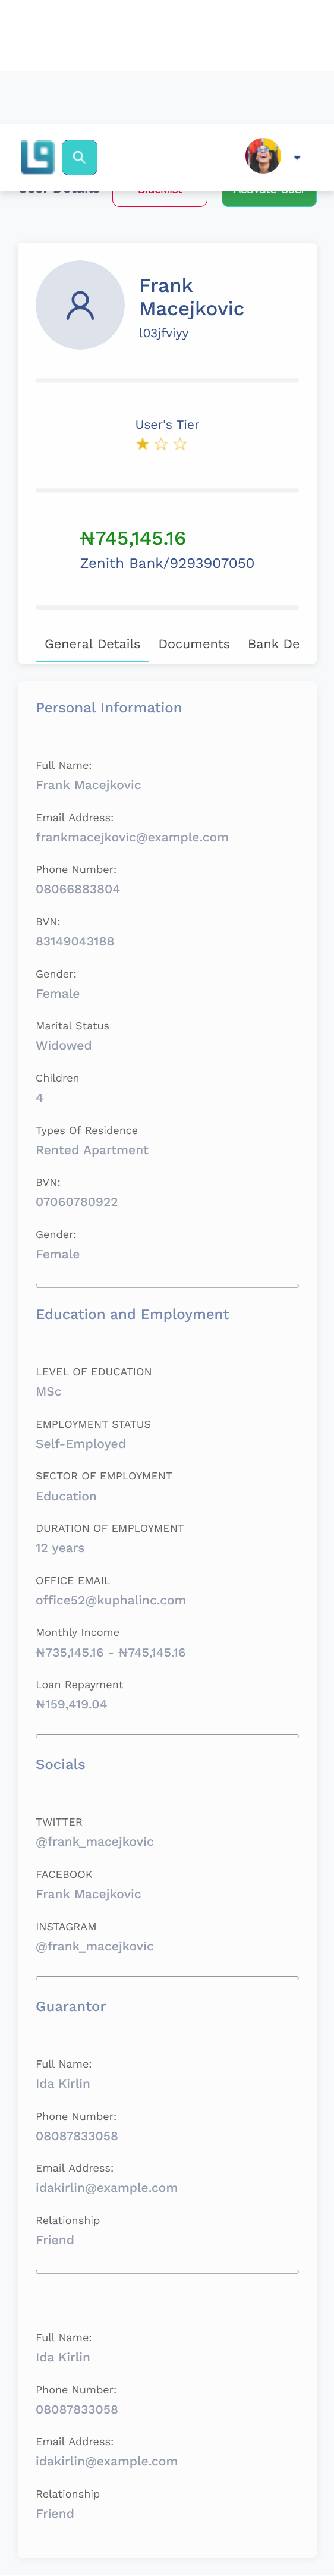 User Details
Blacklist
Activate User
Frank
Macejkovic
l03jfviyy
User's Tier
₦745,145.16
Zenith Bank/9293907050
General Details Documents Bank De
Personal Information
Full Name:
Frank Macejkovic
Email Address:
frankmacejkovic@example.com
Phone Number:
08066883804
BVN:
83149043188
Gender:
Female
Marital Status
Widowed
Children
4
Types Of Residence
Rented Apartment
BVN:
07060780922
Gender:
Female
Education and Employment
LEVEL OF EDUCATION
MSc
EMPLOYMENT STATUS
Self-Employed
SECTOR OF EMPLOYMENT
Education
DURATION OF EMPLOYMENT
12 years
OFFICE EMAIL
office52@kuphalinc.com
Monthly Income
₦735,145.16 - ₦745,145.16
Loan Repayment
₦159,419.04
Socials
TWITTER
@frank_macejkovic
FACEBOOK
Frank Macejkovic
INSTAGRAM
@frank_macejkovic
Guarantor
Full Name:
Ida Kirlin
Phone Number:
08087833058
Email Address:
idakirlin@example.com
Relationship
Friend
Full Name:
Ida Kirlin
Phone Number:
08087833058
Email Address:
idakirlin@example.com
Relationship
Friend